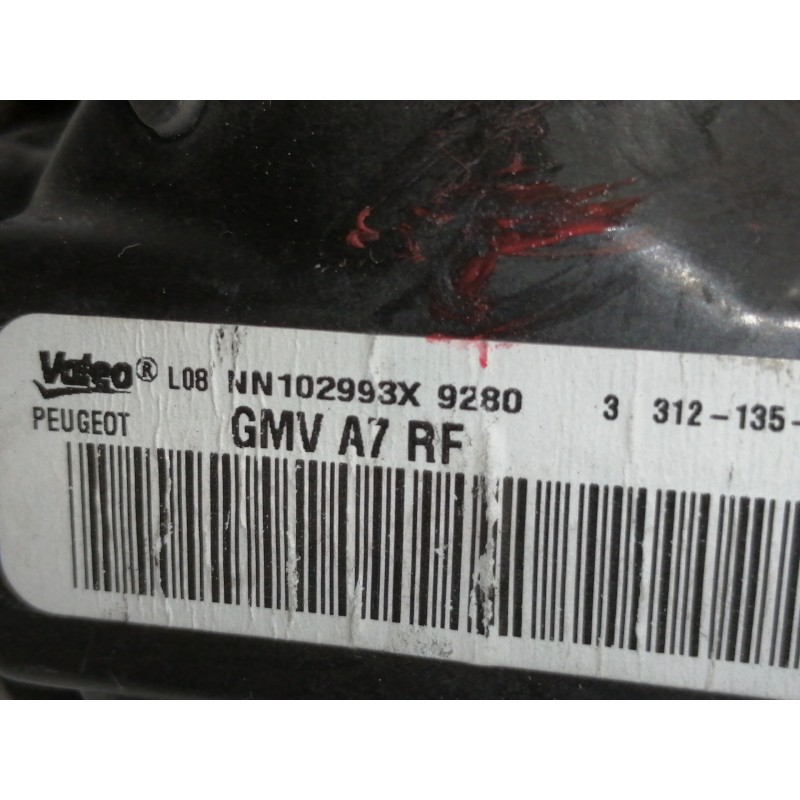 Valeo® L08 NN102993X 9280 3 312-135-
PEUGEOT GMV A7 RF